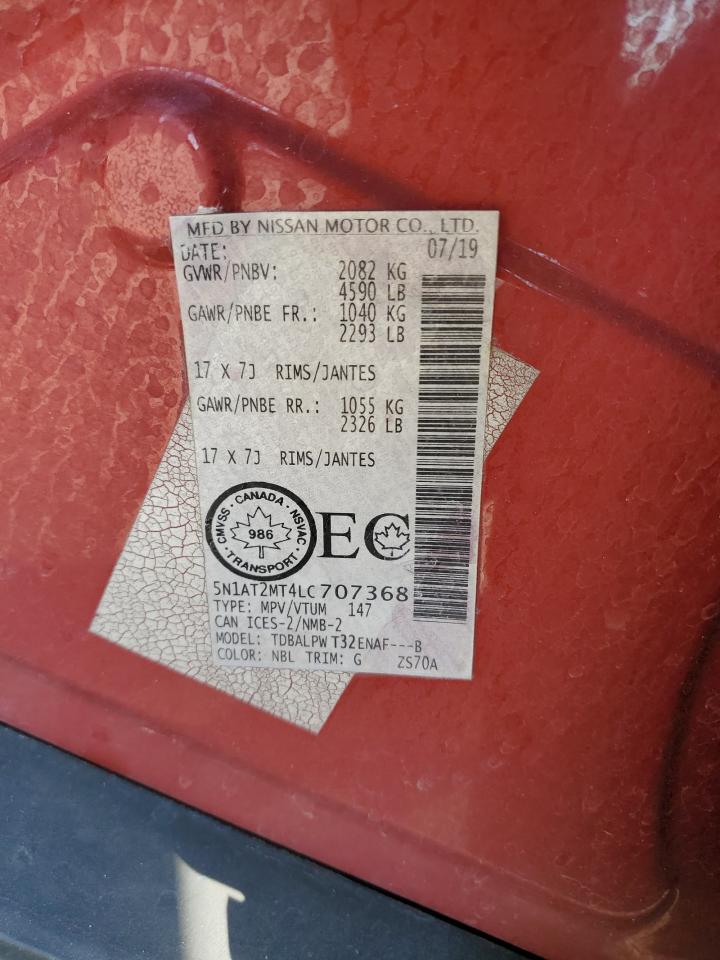 MFD BY NISSAN MOTOR CO., LTD.
DATE: 07/19
GVWR/PNBV: 2082 KG
4590 LB
GAWR/PNBE FR.: 1040 KG
2293 LB
17 X 7J RIMS/JANTES
GAWR/PNBE RR.: 1055 KG
2326 LB
17 X 7J RIMS/JANTES
CMVSS · CANADA · NSVAC · TRANSPORT ·
986
EC
5N1AT2MT4LC707368
TYPE: MPV/VTUM 147
CAN ICES-2/NMB-2
MODEL: TDBALPW T32ENAF---B
COLOR: NBL TRIM: G ZS70A